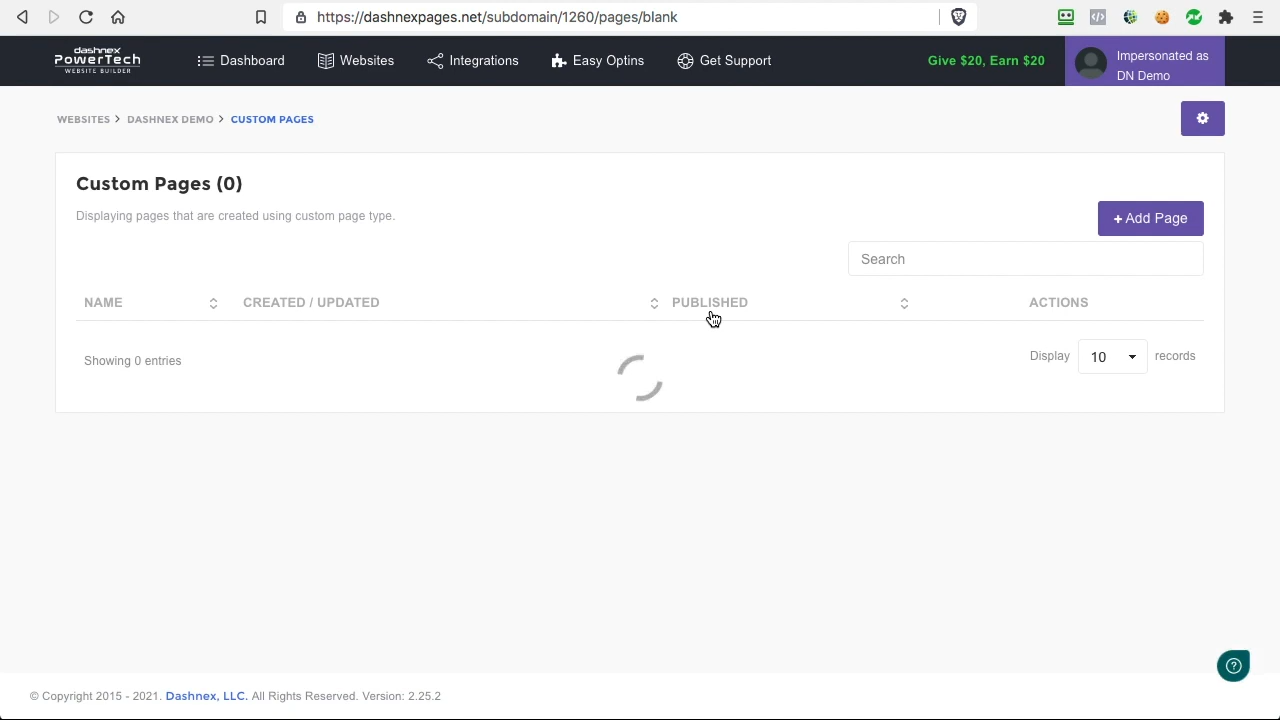 https://dashnexpages.net/subdomain/1260/pages/blank
dashnex
PowerTech
WEBSITE BUILDER
Dashboard
Websites
Integrations
Easy Optins
Get Support
Give $20, Earn $20
Impersonated as
DN Demo
WEBSITES > DASHNEX DEMO > CUSTOM PAGES
Custom Pages (0)
Displaying pages that are created using custom page type.
+ Add Page
Search
NAME
CREATED / UPDATED
PUBLISHED
ACTIONS
Showing 0 entries
Display 10 records
© Copyright 2015 - 2021. Dashnex, LLC. All Rights Reserved. Version: 2.25.2